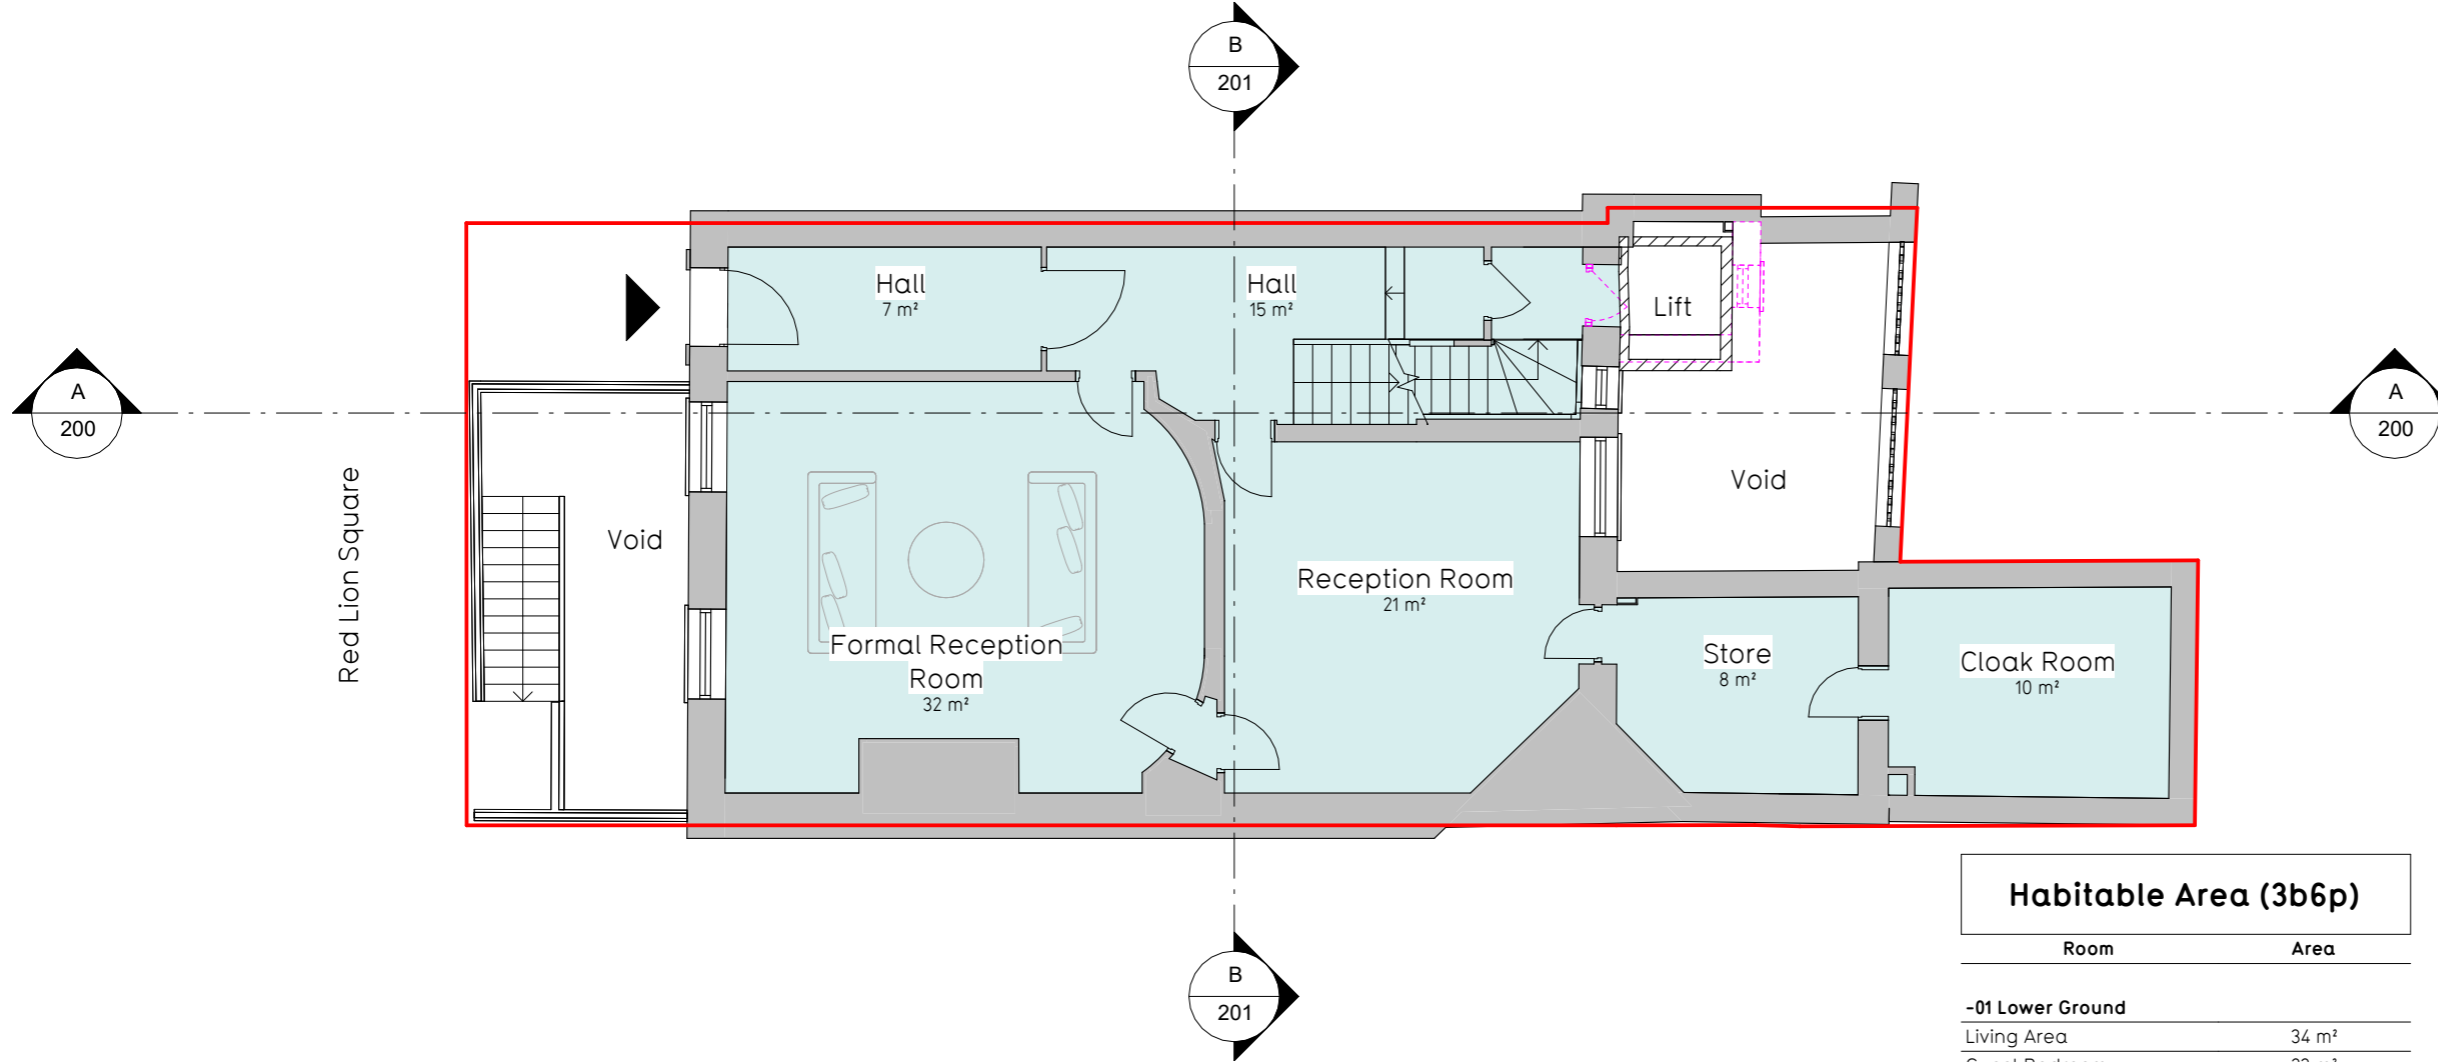 B
201
Hall
7 m²
Hall
15 m²
Lift
A
200
A
200
Red Lion Square
Void
Void
Reception Room
21 m²
Formal Reception
Room
32 m²
Store
8 m²
Cloak Room
10 m²
B
201
Habitable Area (3b6p)
Room Area
-01 Lower Ground
Living Area 34 m²